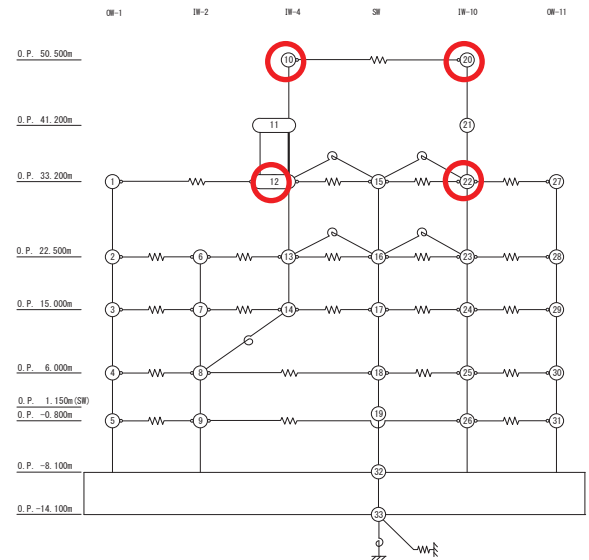 OW-1 IW-2 IW-4 SW IW-10 OW-11
O.P. 50.500m 10 20
O.P. 41.200m 11 21
O.P. 33.200m 1 12 15 22 27
O.P. 22.500m 2 6 13 16 23 28
O.P. 15.000m 3 7 14 17 24 29
O.P. 6.000m 4 8 18 25 30
O.P. 1.150m(SW) 19
O.P. -0.800m 5 9 26 31
O.P. -8.100m 32
O.P.-14.100m 33